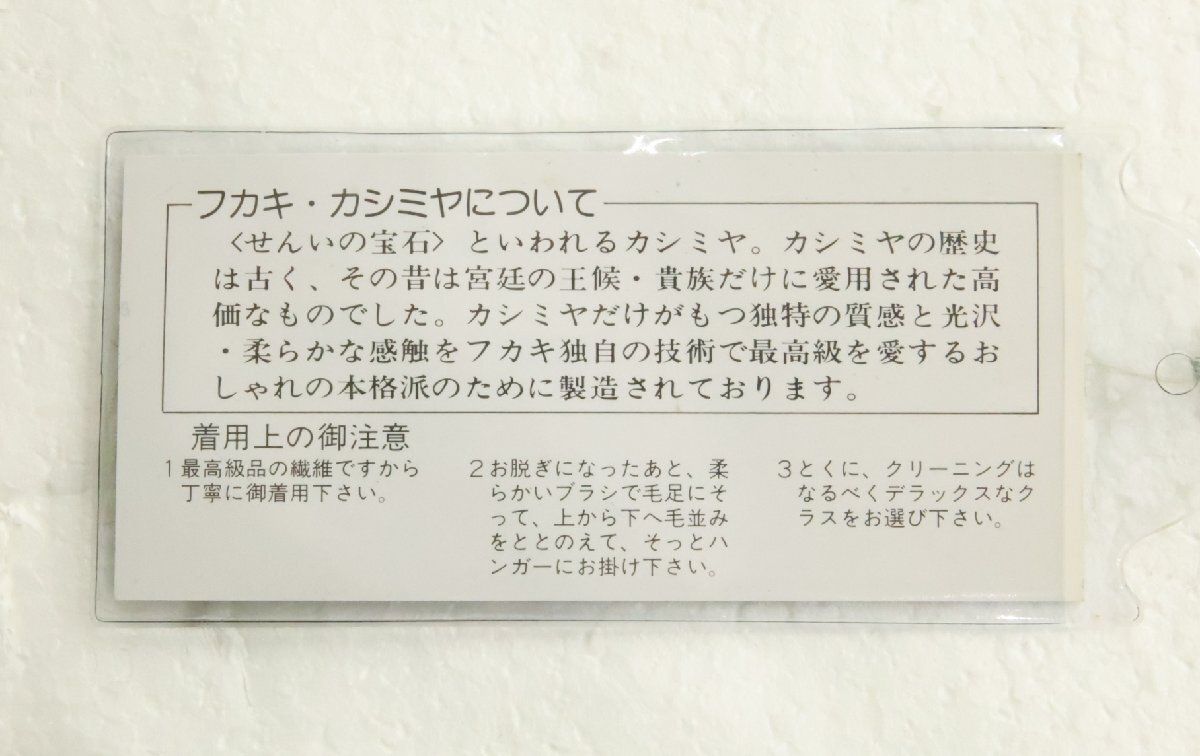 フカキ・カシミヤについて
〈せんいの宝石〉といわれるカシミヤ。カシミヤの歴史
は古く、その昔は宮廷の王候・貴族だけに愛用された高
価なものでした。カシミヤだけがもつ独特の質感と光沢
・柔らかな感触をフカキ独自の技術で最高級を愛するお
しゃれの本格派のために製造されております。
着用上の御注意
1 最高級品の繊維ですから
丁寧に御着用下さい。
2 お脱ぎになったあと、柔
らかいブラシで毛足にそ
って、上から下へ毛並み
をととのえて、そっとハ
ンガーにお掛け下さい。
3 とくに、クリーニングは
なるべくデラックスなク
ラスをお選び下さい。